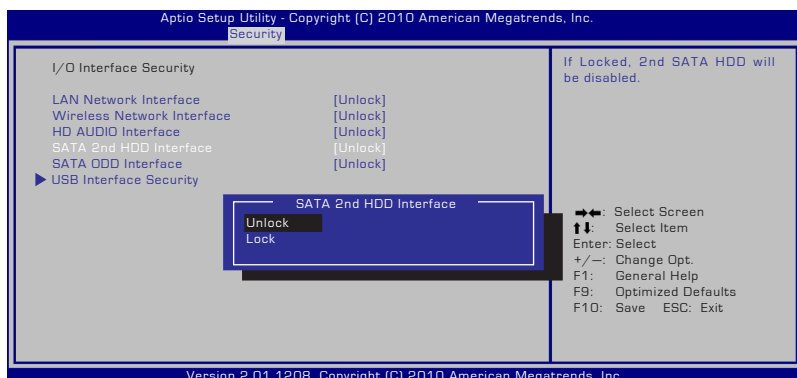 Aptio Setup Utility - Copyright (C) 2010 American Megatrends, Inc.
Security
I/O Interface Security
LAN Network Interface [Unlock]
Wireless Network Interface [Unlock]
HD AUDIO Interface [Unlock]
SATA 2nd HDD Interface [Unlock]
SATA ODD Interface [Unlock]
USB Interface Security
SATA 2nd HDD Interface
Unlock
Lock
If Locked, 2nd SATA HDD will
be disabled.
→←: Select Screen
↑↓: Select Item
Enter: Select
+/—: Change Opt.
F1: General Help
F9: Optimized Defaults
F10: Save ESC: Exit
Version 2.01.1208. Copyright (C) 2010 American Megatrends, Inc.